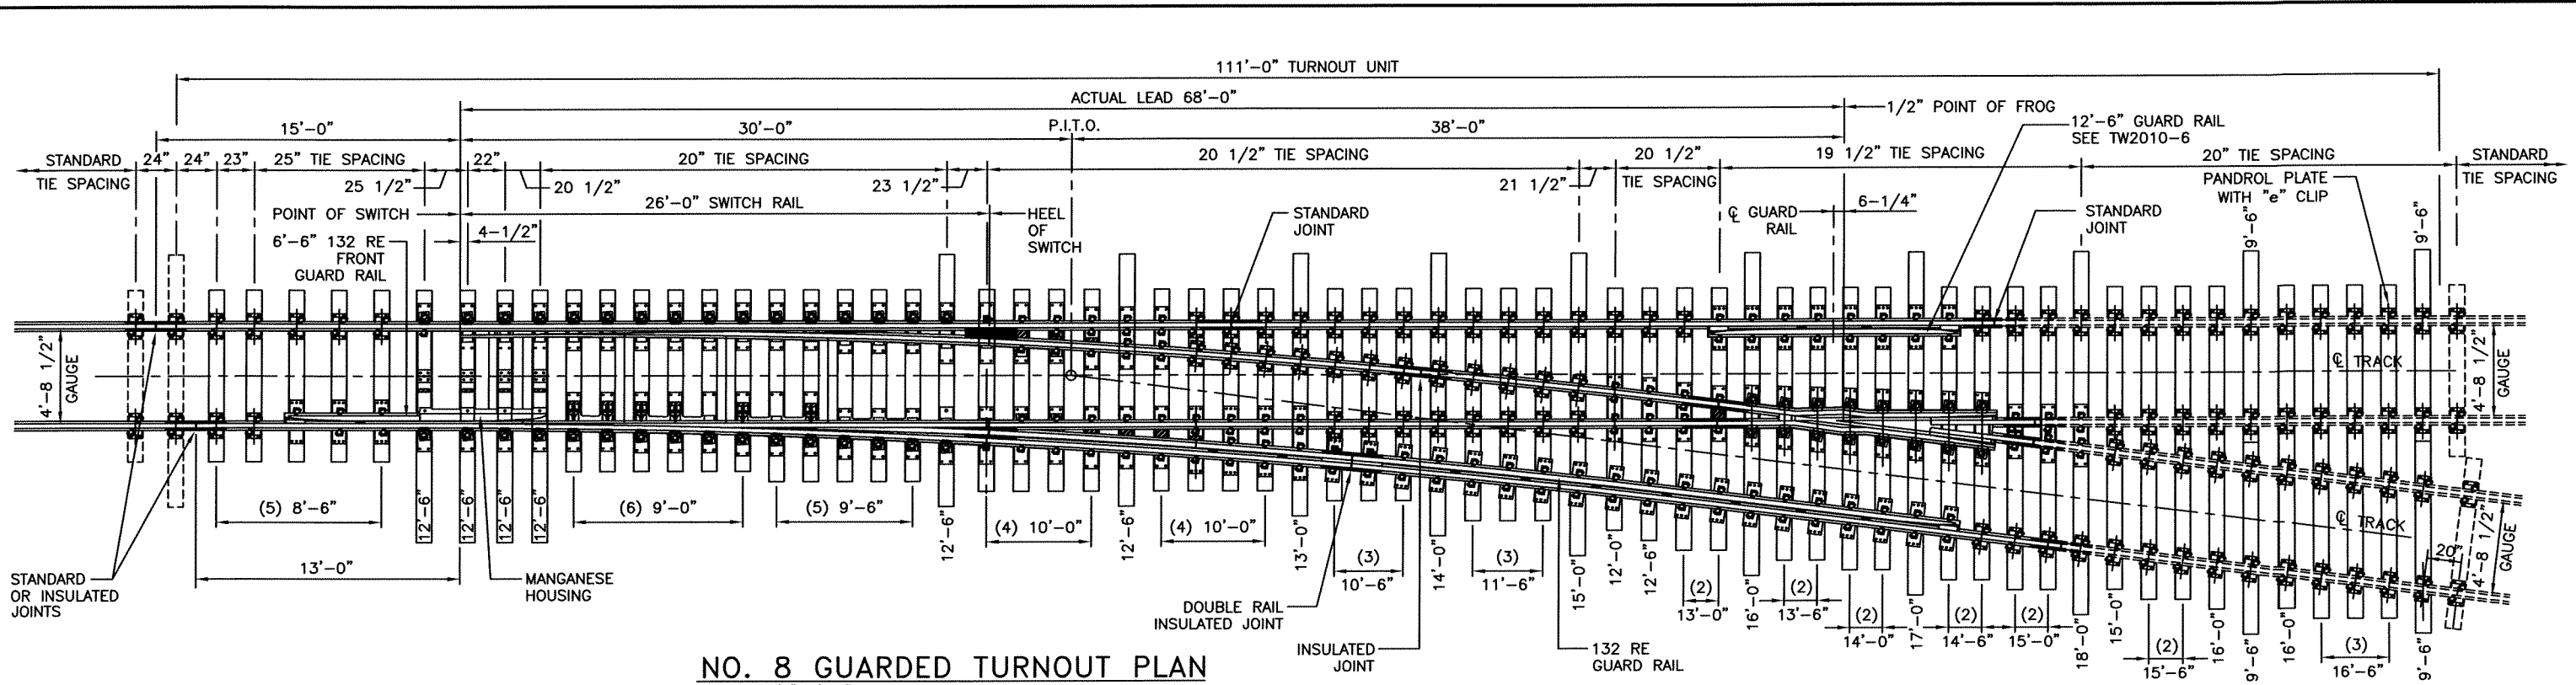 111'-0" TURNOUT UNIT
ACTUAL LEAD 68'-0"
1/2" POINT OF FROG
15'-0"
30'-0"
P.I.T.O.
38'-0"
12'-6" GUARD RAIL
SEE TW2010-6
STANDARD
TIE SPACING
24"
24"
23"
25" TIE SPACING
25 1/2"
22"
20 1/2"
20" TIE SPACING
23 1/2"
20 1/2" TIE SPACING
21 1/2"
20 1/2"
TIE SPACING
19 1/2" TIE SPACING
20" TIE SPACING
STANDARD
TIE SPACING
PANDROL PLATE
WITH "e" CLIP
POINT OF SWITCH
26'-0" SWITCH RAIL
HEEL
OF
SWITCH
4-1/2"
6'-6" 132 RE
FRONT
GUARD RAIL
STANDARD
JOINT
℄ GUARD
RAIL
6-1/4"
STANDARD
JOINT
9'-6"
9'-6"
4'-8 1/2"
GAUGE
℄ TRACK
4'-8 1/2"
GAUGE
℄ TRACK
20"
4'-8 1/2"
GAUGE
(5) 8'-6"
12'-6"
12'-6"
12'-6"
12'-6"
(6) 9'-0"
(5) 9'-6"
12'-6"
(4) 10'-0"
12'-6"
(4) 10'-0"
13'-0"
(3)
10'-6"
14'-0"
(3)
11'-6"
15'-0"
12'-0"
12'-6"
(2)
13'-0"
16'-0"
(2)
13'-6"
(2)
14'-0"
17'-0"
(2)
14'-6"
(2)
15'-0"
18'-0"
15'-0"
(2)
15'-6"
16'-0"
9'-6"
16'-0"
(3)
16'-6"
9'-6"
13'-0"
STANDARD
OR INSULATED
JOINTS
MANGANESE
HOUSING
DOUBLE RAIL
INSULATED JOINT
INSULATED
JOINT
132 RE
GUARD RAIL
NO. 8 GUARDED TURNOUT PLAN